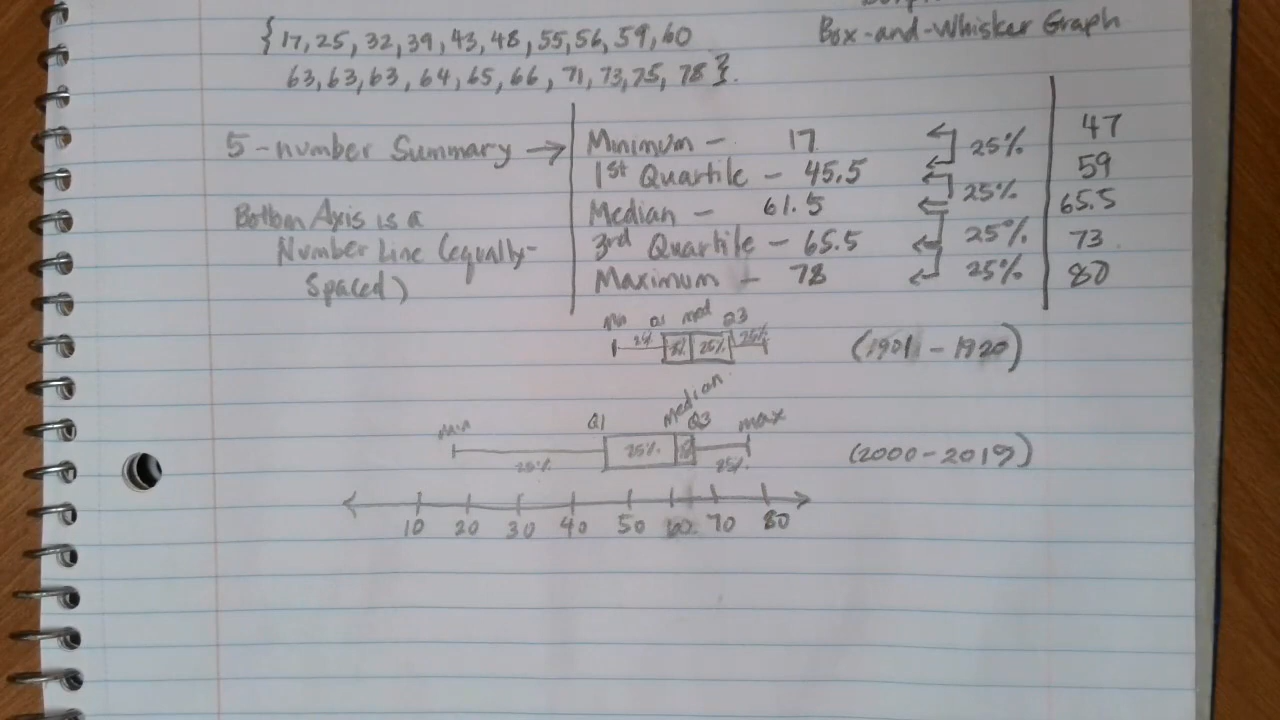 Box-and-Whisker Graph
{17, 25, 32, 39, 43, 48, 55, 56, 59, 60
63, 63, 63, 64, 65, 66, 71, 73, 75, 78}.
5-number Summary → Minimum - 17 25% 47
1st Quartile - 45.5 25% 59
Bottom Axis is a Median - 61.5 65.5
Number Line (equally- 3rd Quartile - 65.5 25% 73
Spaced) Maximum - 78 25% 80
Min Q1 med Q3
25% 25% 25% (1901 - 1920)
Median
Min Q1 Q3 max
25% 25% 25% (2000-2019)
10 20 30 40 50 60 70 80